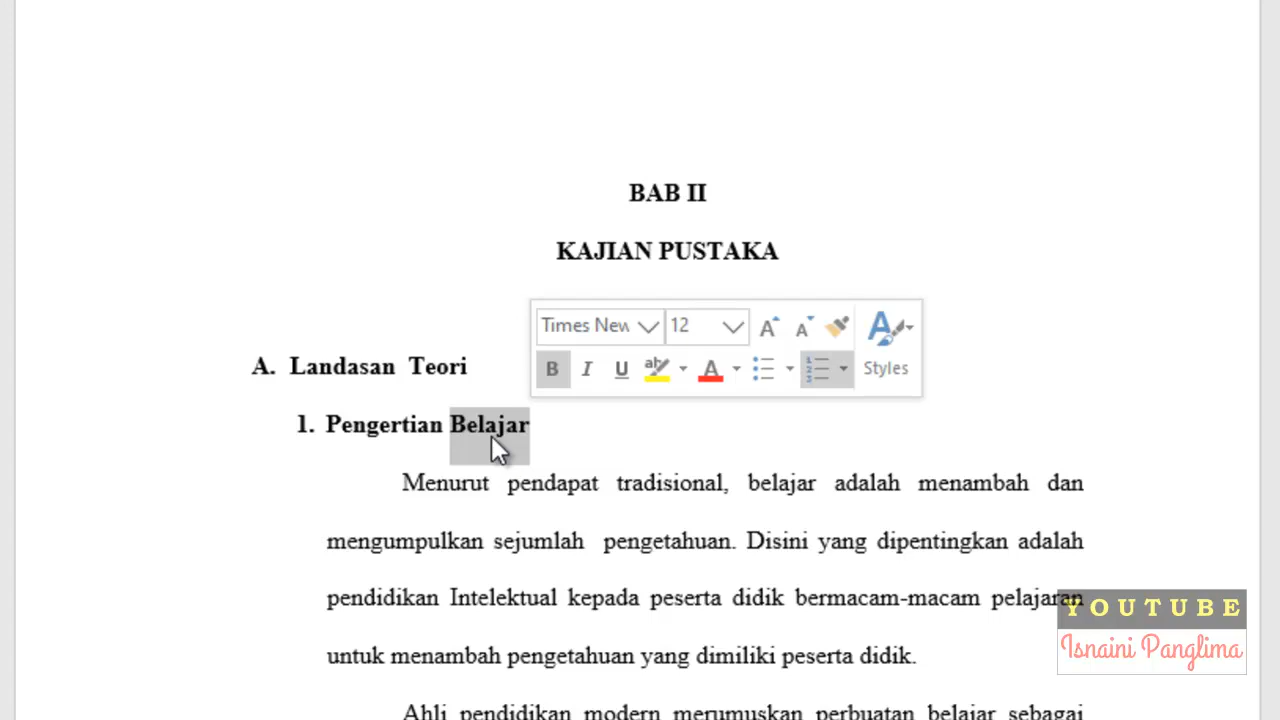 BAB II
KAJIAN PUSTAKA
Times New 12
B I U Styles
A. Landasan Teori
1. Pengertian Belajar
Menurut pendapat tradisional, belajar adalah menambah dan
mengumpulkan sejumlah pengetahuan. Disini yang dipentingkan adalah
pendidikan Intelektual kepada peserta didik bermacam-macam pelajaran
untuk menambah pengetahuan yang dimiliki peserta didik.
Ahli pendidikan modern merumuskan perbuatan belajar sebagai
YOUTUBE
Isnaini Panglima